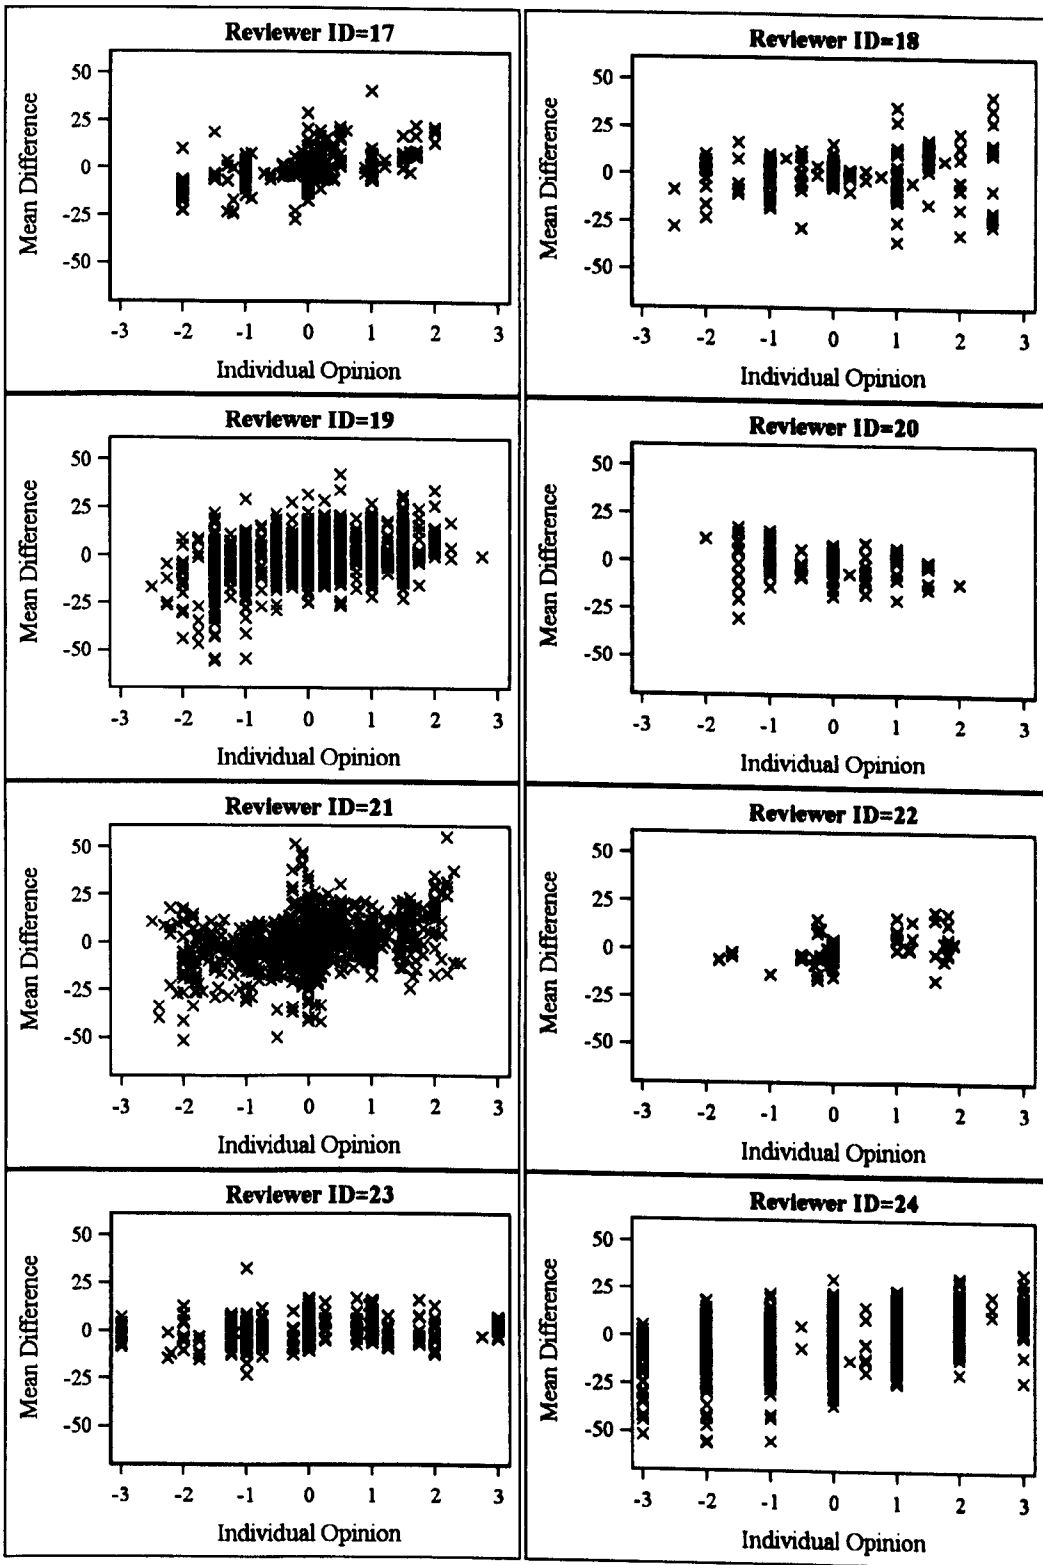 Reviewer ID=17
50
25
0
-25
-50
Mean Difference
-3 -2 -1 0 1 2 3
Individual Opinion
Reviewer ID=18
50
25
0
-25
-50
Mean Difference
-3 -2 -1 0 1 2 3
Individual Opinion
Reviewer ID=19
50
25
0
-25
-50
Mean Difference
-3 -2 -1 0 1 2 3
Individual Opinion
Reviewer ID=20
50
25
0
-25
-50
Mean Difference
-3 -2 -1 0 1 2 3
Individual Opinion
Reviewer ID=21
50
25
0
-25
-50
Mean Difference
-3 -2 -1 0 1 2 3
Individual Opinion
Reviewer ID=22
50
25
0
-25
-50
Mean Difference
-3 -2 -1 0 1 2 3
Individual Opinion
Reviewer ID=23
50
25
0
-25
-50
Mean Difference
-3 -2 -1 0 1 2 3
Individual Opinion
Reviewer ID=24
50
25
0
-25
-50
Mean Difference
-3 -2 -1 0 1 2 3
Individual Opinion